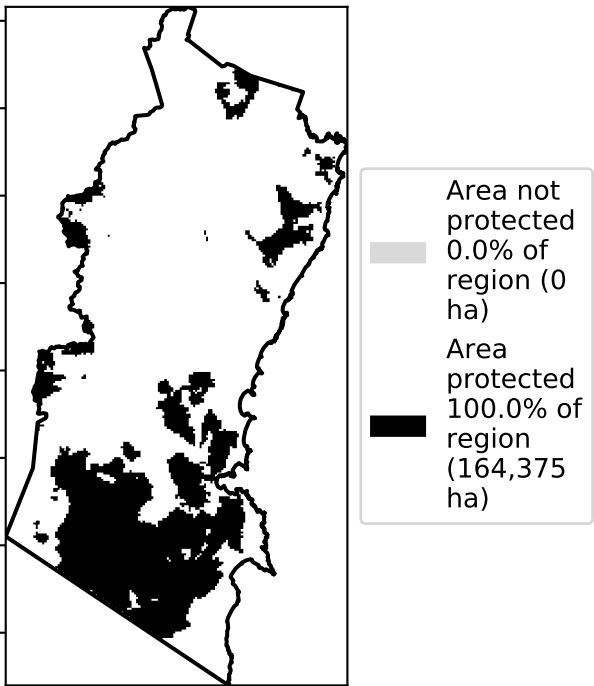 Area not
protected
0.0% of
region (0
ha)
Area
protected
100.0% of
region
(164,375
ha)